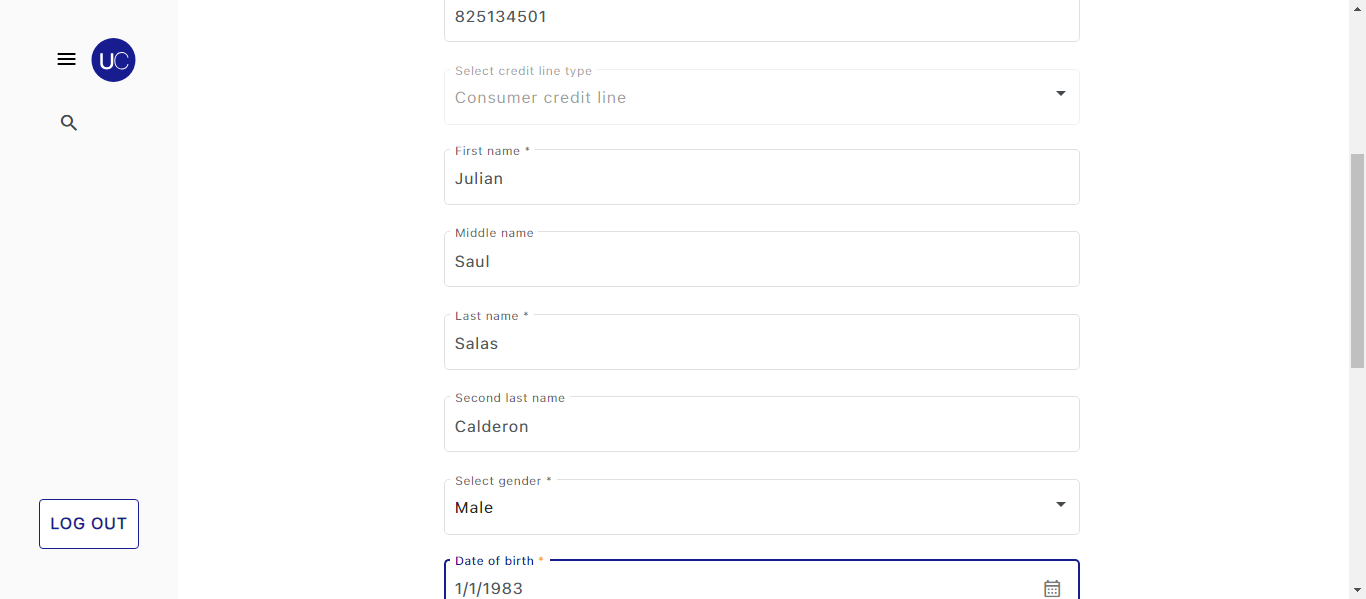 UC
LOG OUT
825134501
Select credit line type
Consumer credit line
First name *
Julian
Middle name
Saul
Last name *
Salas
Second last name
Calderon
Select gender *
Male
Date of birth *
1/1/1983